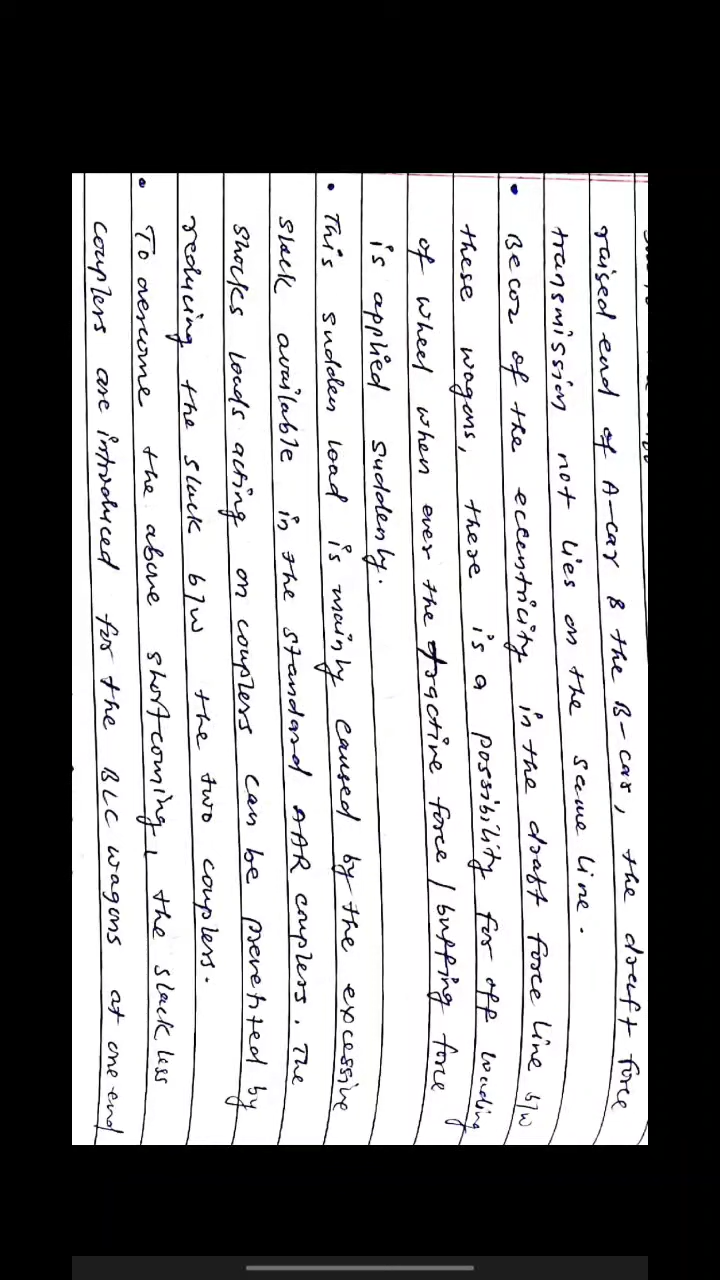 raised end of A-car & the B-car, the draft force
transmission not lies on the same line.
• Becoz of the eccentricity in the draft force line b/w
these wagons, there is a possibility for off loading
of wheel when ever the tractive force / buffing force
is applied suddenly.
• This sudden load is mainly caused by the excessive
slack available in the standard AAR couplers. The
shocks loads acting on couplers can be prevented by
reducing the slack b/w the two couplers.
• To overcome the above shortcoming, the slackless
couplers are introduced for the BLC wagons at one end